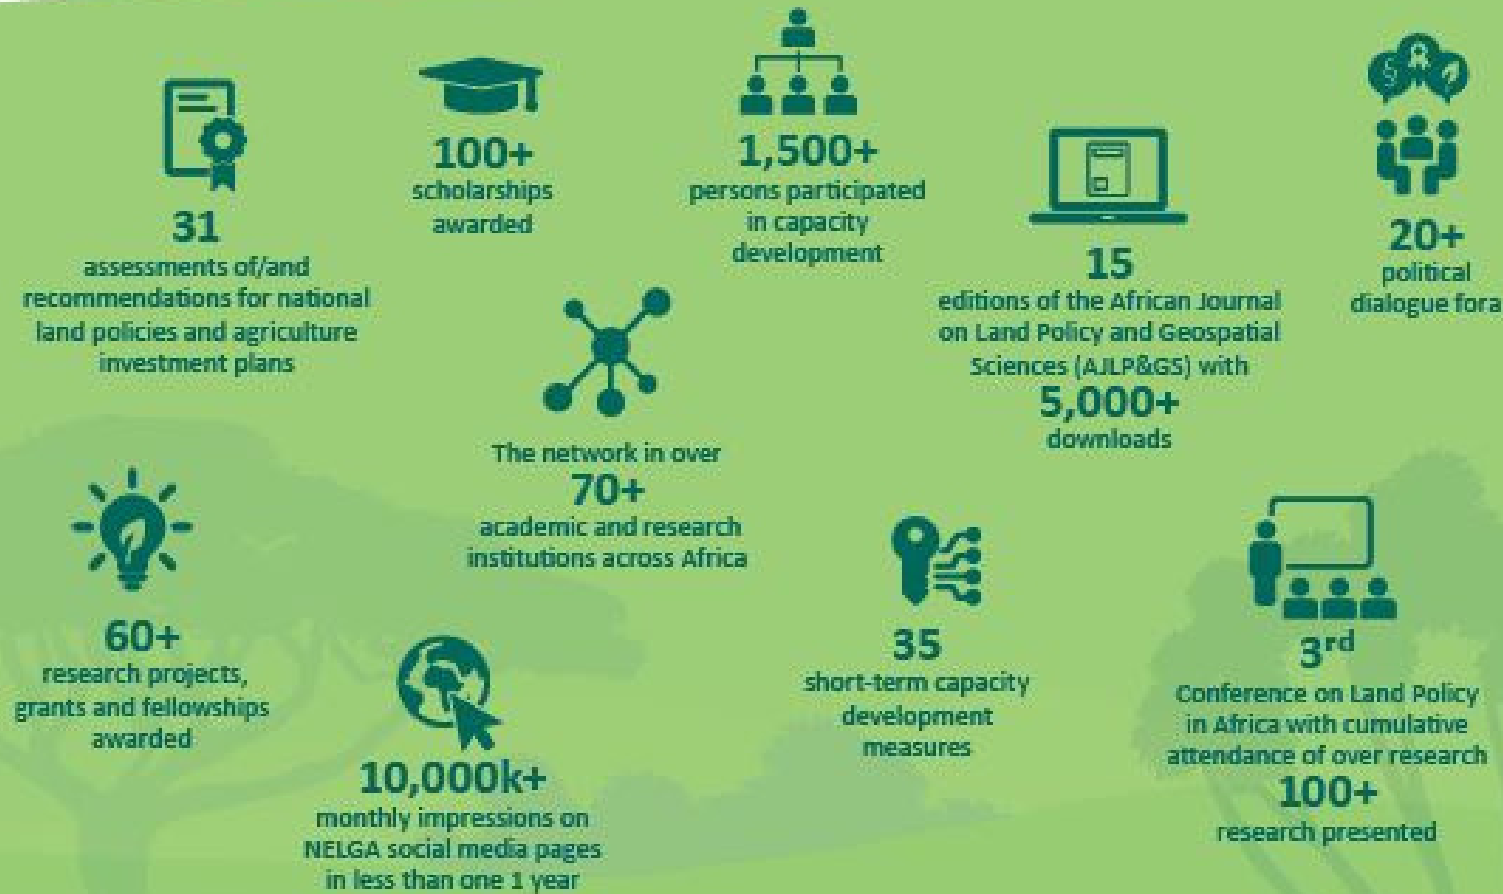 31
assessments of/and
recommendations for national
land policies and agriculture
investment plans
100+
scholarships
awarded
1,500+
persons participated
in capacity
development
15
editions of the African Journal
on Land Policy and Geospatial
Sciences (AJLP&GS) with
5,000+
downloads
§
20+
political
dialogue fora
The network in over
70+
academic and research
institutions across Africa
60+
research projects,
grants and fellowships
awarded
10,000k+
monthly impressions on
NELGA social media pages
in less than one 1 year
35
short-term capacity
development
measures
3rd
Conference on Land Policy
in Africa with cumulative
attendance of over research
100+
research presented